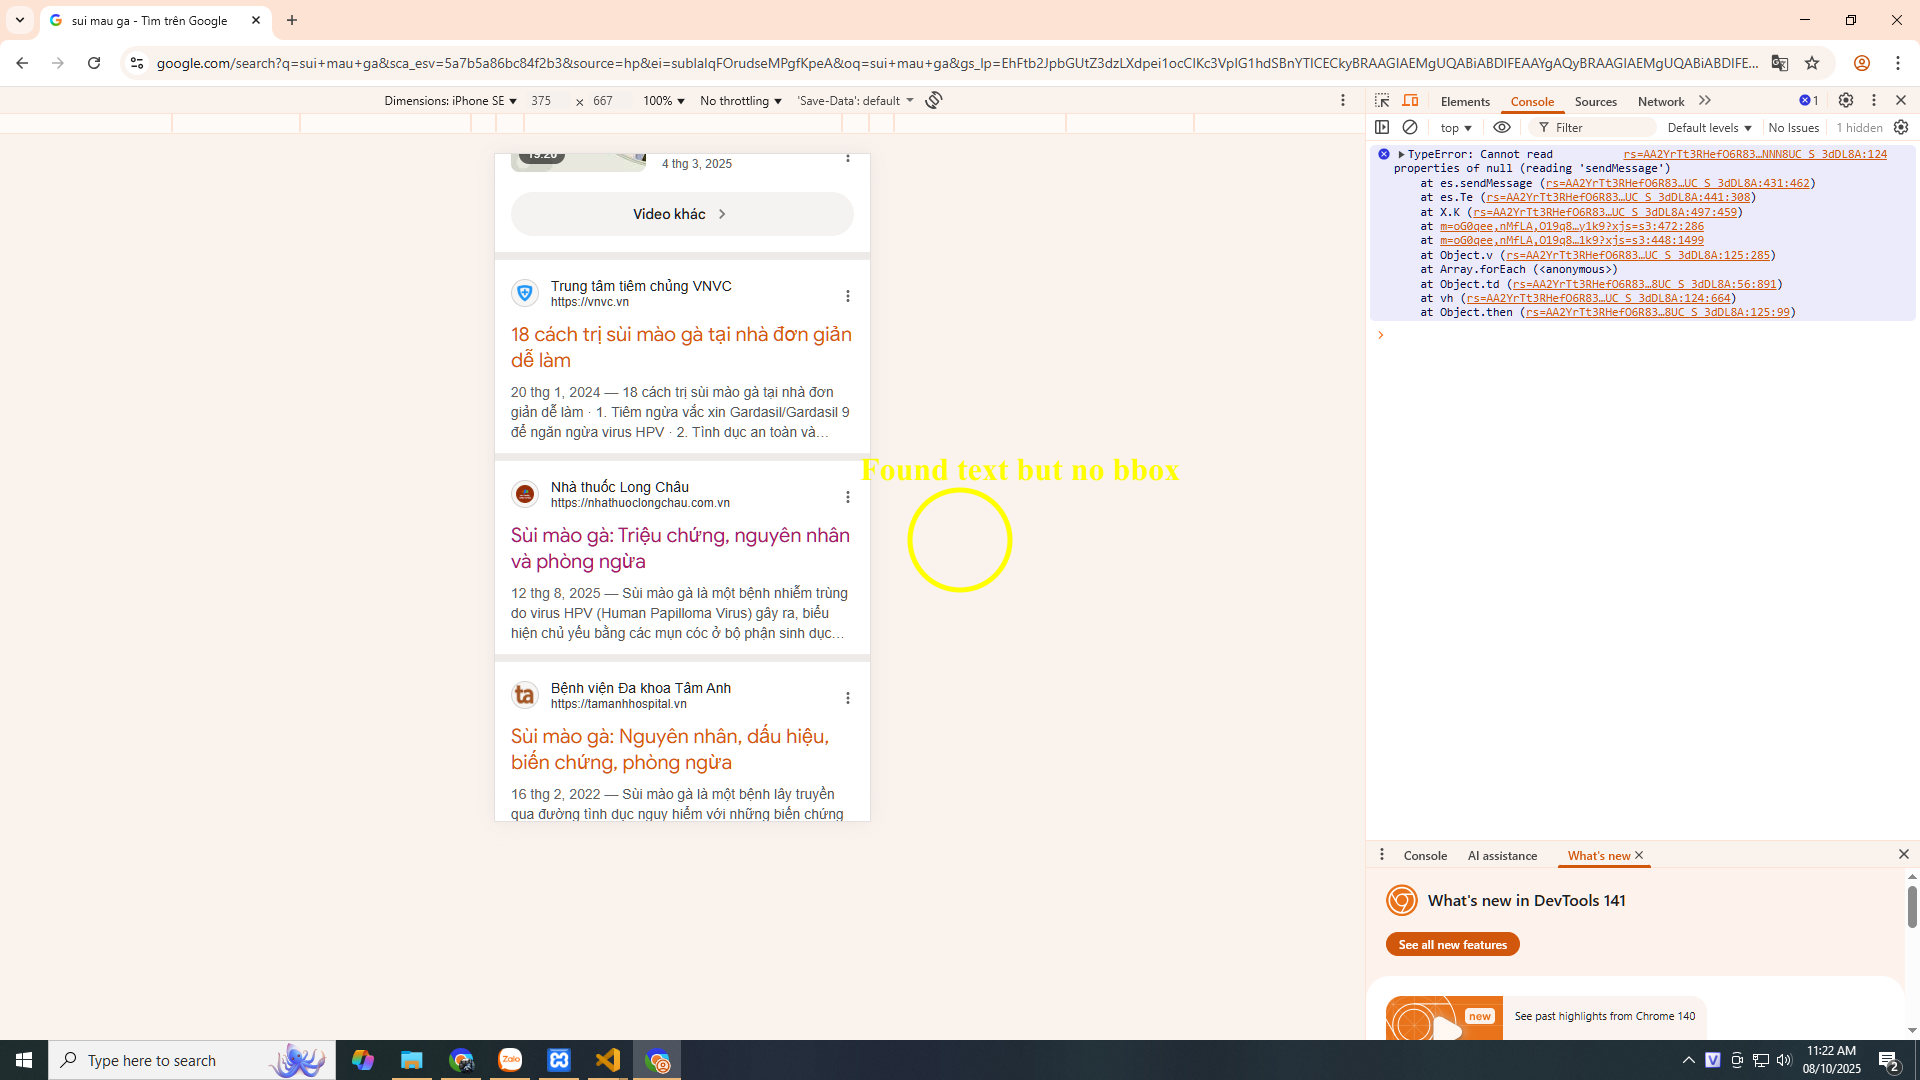 sui mau ga - Tìm trên Google
google.com/search?q=sui+mau+ga&sca_esv=5a7b5a86bc84f2b3&source=hp&ei=
Dimensions: iPhone SE
375 × 667
100%
No throttling
'Save-Data': default
19:20
4 thg 3, 2025
Video khác
Trung tâm tiêm chủng VNVC
https://vnvc.vn
18 cách trị sùi mào gà tại nhà đơn giản
dễ làm
20 thg 1, 2024 — 18 cách trị sùi mào gà tại nhà đơn
giản dễ làm · 1. Tiêm ngừa vắc xin Gardasil/Gardasil 9
để ngăn ngừa virus HPV · 2. Tình dục an toàn và…
Nhà thuốc Long Châu
https://nhathuoclongchau.com.vn
Sùi mào gà: Triệu chứng, nguyên nhân
và phòng ngừa
12 thg 8, 2025 — Sùi mào gà là một bệnh nhiễm trùng
do virus HPV (Human Papilloma Virus) gây ra, biểu
hiện chủ yếu bằng các mụn cóc ở bộ phận sinh dục…
ta
Bệnh viện Đa khoa Tâm Anh
https://tamanhhospital.vn
Sùi mào gà: Nguyên nhân, dấu hiệu,
biến chứng, phòng ngừa
16 thg 2, 2022 — Sùi mào gà là một bệnh lây truyền
qua đường tình dục nguy hiểm với những biến chứng
Found text but no bbox
Elements Console Sources Network
1
top
Filter
Default levels
No Issues
1 hidden
TypeError: Cannot read rs=AA2YrTt3RHefO6R83…NNN8UC_S_3dDL8A:124
properties of null (reading 'sendMessage')
at es.sendMessage (rs=AA2YrTt3RHefO6R83…UC_S_3dDL8A:431:462)
at es.Te (rs=AA2YrTt3RHefO6R83…UC_S_3dDL8A:441:308)
at X.K (rs=AA2YrTt3RHefO6R83…UC_S_3dDL8A:497:459)
at m=oG0qee,nMfLA,O19q8…y1k9?xjs=s3:472:286
at m=oG0qee,nMfLA,O19q8…1k9?xjs=s3:448:1499
at Object.v (rs=AA2YrTt3RHefO6R83…UC_S_3dDL8A:125:285)
at Array.forEach (<anonymous>)
at Object.td (rs=AA2YrTt3RHefO6R83…8UC_S_3dDL8A:56:891)
at vh (rs=AA2YrTt3RHefO6R83…UC_S_3dDL8A:124:664)
at Object.then (rs=AA2YrTt3RHefO6R83…8UC_S_3dDL8A:125:99)
Console AI assistance What's new
What's new in DevTools 141
See all new features
new
See past highlights from Chrome 140
Type here to search
Zalo
V
11:22 AM
08/10/2025
2